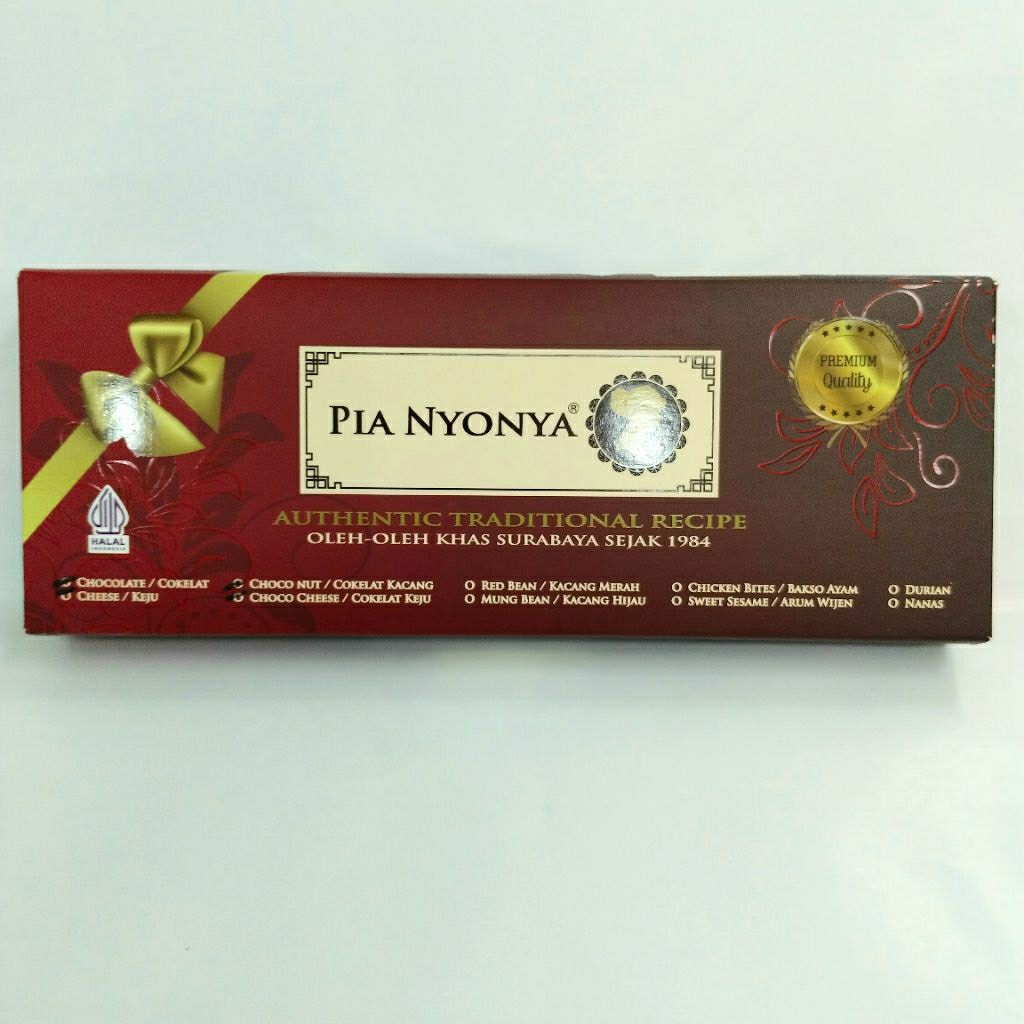 PIA NYONYA®
PREMIUM
Quality
AUTHENTIC TRADITIONAL RECIPE
OLEH-OLEH KHAS SURABAYA SEJAK 1984
HALAL
INDONESIA
CHOCOLATE / COKELAT
CHEESE / KEJU
CHOCO NUT / COKELAT KACANG
CHOCO CHEESE / COKELAT KEJU
RED BEAN / KACANG MERAH
MUNG BEAN / KACANG HIJAU
CHICKEN BITES / BAKSO AYAM
SWEET SESAME / ARUM WIJEN
DURIAN
NANAS